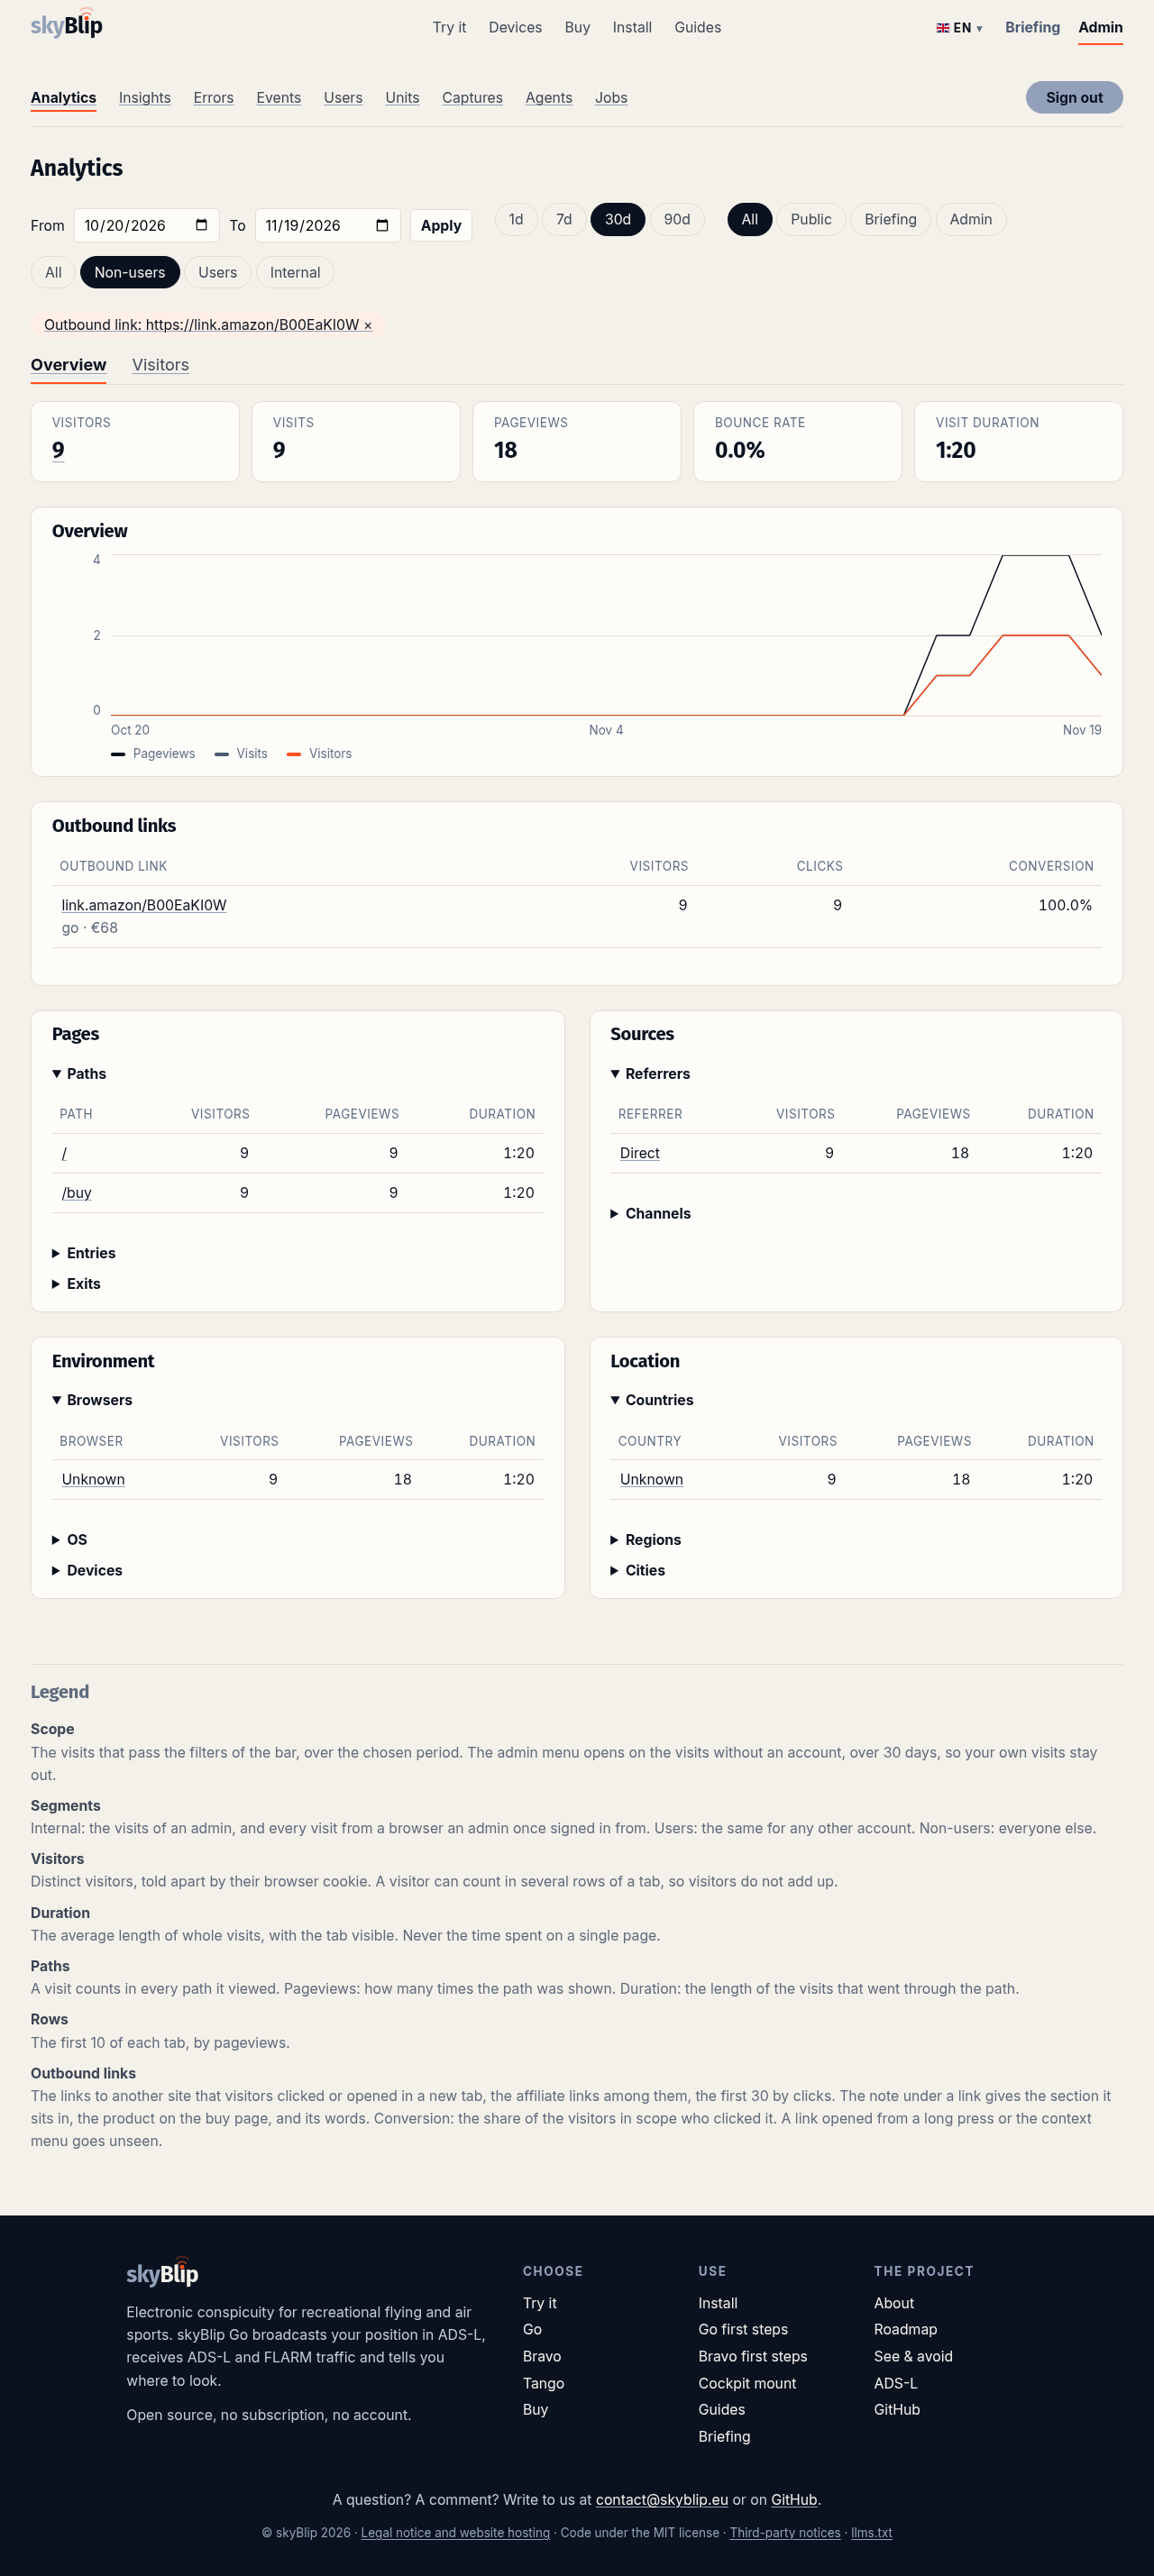 skyBlip
Try it Devices Buy Install Guides
EN ▾ Briefing Admin
Analytics Insights Errors Events Users Units Captures Agents Jobs
Sign out
Analytics
From 10/20/2026 To 11/19/2026 Apply 1d 7d 30d 90d All Public Briefing Admin
All Non-users Users Internal
Outbound link: https://link.amazon/B00EaKI0W ×
Overview Visitors
VISITORS
9
VISITS
9
PAGEVIEWS
18
BOUNCE RATE
0.0%
VISIT DURATION
1:20
Overview
4
2
0
Oct 20 Nov 4 Nov 19
Pageviews Visits Visitors
Outbound links
OUTBOUND LINK VISITORS CLICKS CONVERSION
link.amazon/B00EaKI0W 9 9 100.0%
go · €68
Pages
▼ Paths
PATH VISITORS PAGEVIEWS DURATION
/ 9 9 1:20
/buy 9 9 1:20
▶ Entries
▶ Exits
Sources
▼ Referrers
REFERRER VISITORS PAGEVIEWS DURATION
Direct 9 18 1:20
▶ Channels
Environment
▼ Browsers
BROWSER VISITORS PAGEVIEWS DURATION
Unknown 9 18 1:20
▶ OS
▶ Devices
Location
▼ Countries
COUNTRY VISITORS PAGEVIEWS DURATION
Unknown 9 18 1:20
▶ Regions
▶ Cities
Legend
Scope
The visits that pass the filters of the bar, over the chosen period. The admin menu opens on the visits without an account, over 30 days, so your own visits stay
out.
Segments
Internal: the visits of an admin, and every visit from a browser an admin once signed in from. Users: the same for any other account. Non-users: everyone else.
Visitors
Distinct visitors, told apart by their browser cookie. A visitor can count in several rows of a tab, so visitors do not add up.
Duration
The average length of whole visits, with the tab visible. Never the time spent on a single page.
Paths
A visit counts in every path it viewed. Pageviews: how many times the path was shown. Duration: the length of the visits that went through the path.
Rows
The first 10 of each tab, by pageviews.
Outbound links
The links to another site that visitors clicked or opened in a new tab, the affiliate links among them, the first 30 by clicks. The note under a link gives the section it
sits in, the product on the buy page, and its words. Conversion: the share of the visitors in scope who clicked it. A link opened from a long press or the context
menu goes unseen.
skyBlip
Electronic conspicuity for recreational flying and air
sports. skyBlip Go broadcasts your position in ADS-L,
receives ADS-L and FLARM traffic and tells you
where to look.
Open source, no subscription, no account.
CHOOSE
Try it
Go
Bravo
Tango
Buy
USE
Install
Go first steps
Bravo first steps
Cockpit mount
Guides
Briefing
THE PROJECT
About
Roadmap
See & avoid
ADS-L
GitHub
A question? A comment? Write to us at contact@skyblip.eu or on GitHub.
© skyBlip 2026 · Legal notice and website hosting · Code under the MIT license · Third-party notices · llms.txt